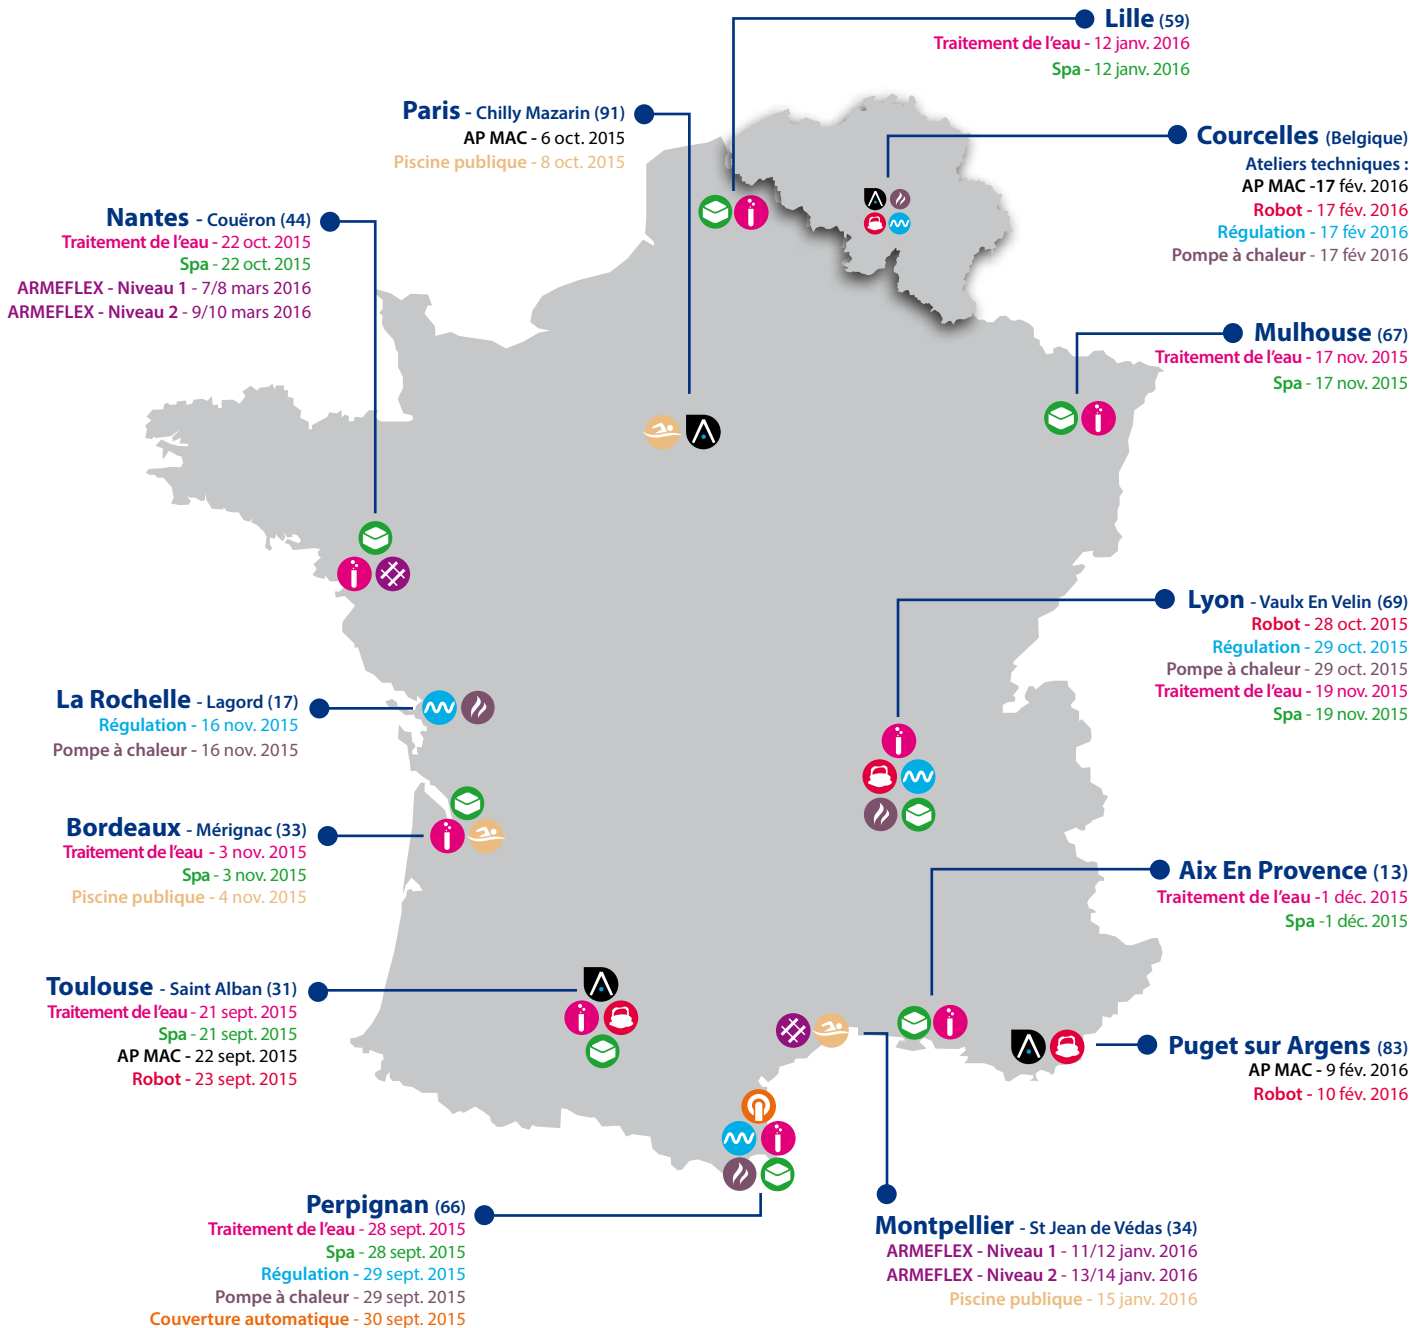 Lille (59)
Traitement de l'eau - 12 janv. 2016
Spa - 12 janv. 2016
Paris - Chilly Mazarin (91)
AP MAC - 6 oct. 2015
Piscine publique - 8 oct. 2015
Courcelles (Belgique)
Ateliers techniques :
AP MAC -17 fév. 2016
Robot - 17 fév. 2016
Régulation - 17 fév 2016
Pompe à chaleur - 17 fév 2016
Nantes - Couëron (44)
Traitement de l'eau - 22 oct. 2015
Spa - 22 oct. 2015
ARMEFLEX - Niveau 1 - 7/8 mars 2016
ARMEFLEX - Niveau 2 - 9/10 mars 2016
Mulhouse (67)
Traitement de l'eau - 17 nov. 2015
Spa - 17 nov. 2015
Lyon - Vaulx En Velin (69)
Robot - 28 oct. 2015
Régulation - 29 oct. 2015
Pompe à chaleur - 29 oct. 2015
Traitement de l'eau - 19 nov. 2015
Spa - 19 nov. 2015
La Rochelle - Lagord (17)
Régulation - 16 nov. 2015
Pompe à chaleur - 16 nov. 2015
Bordeaux - Mérignac (33)
Traitement de l'eau - 3 nov. 2015
Spa - 3 nov. 2015
Piscine publique - 4 nov. 2015
Aix En Provence (13)
Traitement de l'eau -1 déc. 2015
Spa -1 déc. 2015
Toulouse - Saint Alban (31)
Traitement de l'eau - 21 sept. 2015
Spa - 21 sept. 2015
AP MAC - 22 sept. 2015
Robot - 23 sept. 2015
Puget sur Argens (83)
AP MAC - 9 fév. 2016
Robot - 10 fév. 2016
Perpignan (66)
Traitement de l'eau - 28 sept. 2015
Spa - 28 sept. 2015
Régulation - 29 sept. 2015
Pompe à chaleur - 29 sept. 2015
Couverture automatique - 30 sept. 2015
Montpellier - St Jean de Védas (34)
ARMEFLEX - Niveau 1 - 11/12 janv. 2016
ARMEFLEX - Niveau 2 - 13/14 janv. 2016
Piscine publique - 15 janv. 2016